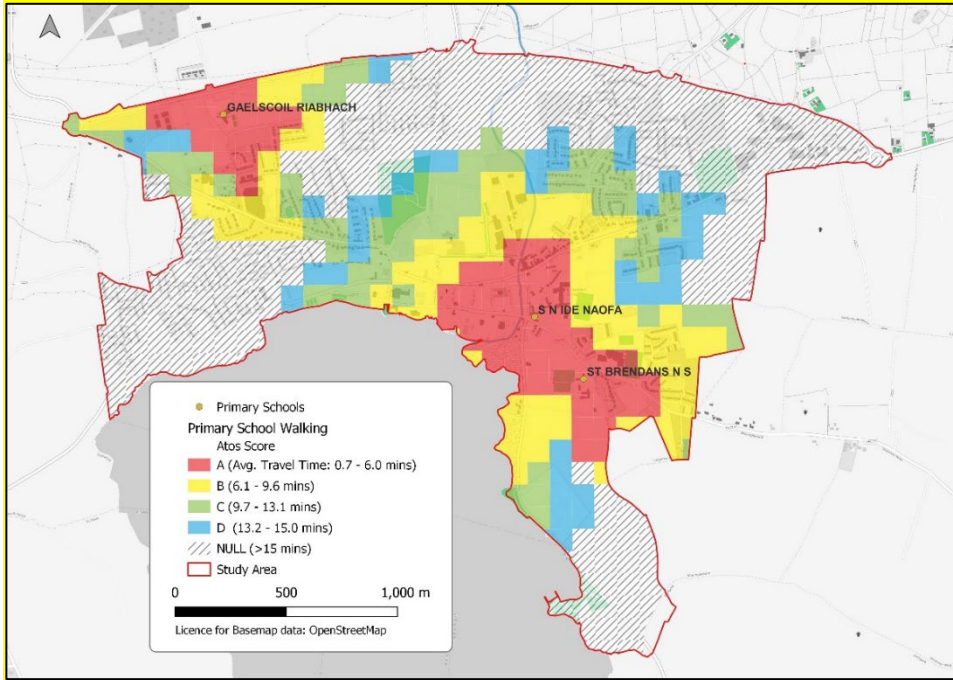 GAELSCOIL RIABHACH
S N IDE NAOFA
ST BRENDANS N S
Primary Schools
Primary School Walking
Atos Score
A (Avg. Travel Time: 0.7 - 6.0 mins)
B (6.1 - 9.6 mins)
C (9.7 - 13.1 mins)
D (13.2 - 15.0 mins)
NULL (>15 mins)
Study Area
0 500 1,000 m
Licence for Basemap data: OpenStreetMap